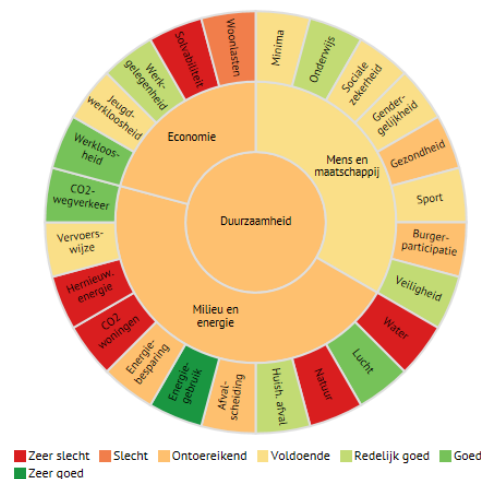 Duurzaamheid
Economie
Mens en
maatschappij
Milieu en
energie
Minima
Onderwijs
Sociale
zekerheid
Gender-
gelijkheid
Gezondheid
Sport
Burger-
participatie
Veiligheid
Water
Lucht
Natuur
Huish. afval
Afval-
scheiding
Energie-
gebruik
Energie-
besparing
CO2
woningen
Hernieuw.
energie
Vervoers-
wijze
CO2-
wegverkeer
Werkloos-
heid
Jeugd-
werkloosheid
Werk-
gelegenheid
Solvabiliteit
Woonlasten
Zeer slecht Slecht Ontoereikend Voldoende Redelijk goed Goed
Zeer goed